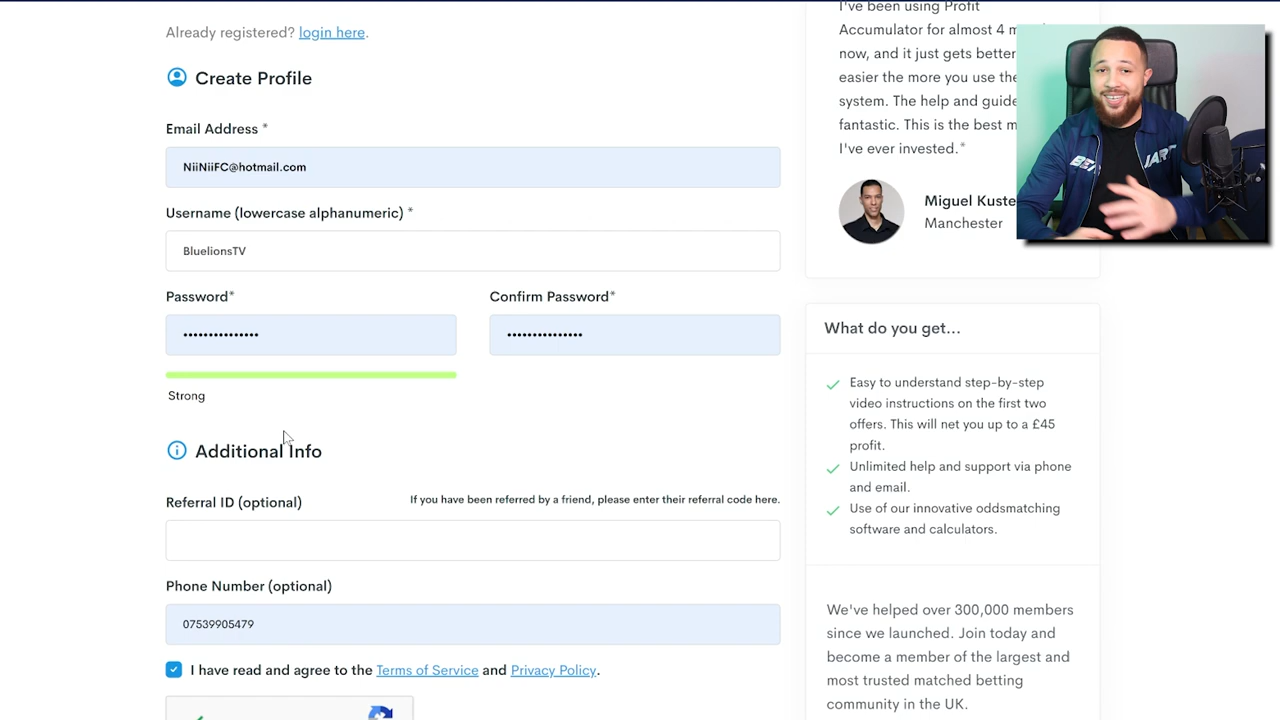 Already registered? login here.
Create Profile
Email Address *
NiiNiiFC@hotmail.com
Username (lowercase alphanumeric) *
BluelionsTV
Password*
Confirm Password*
•••••••••••••••
•••••••••••••••
Strong
Additional Info
Referral ID (optional)
If you have been referred by a friend, please enter their referral code here.
Phone Number (optional)
07539905479
I have read and agree to the Terms of Service and Privacy Policy.
I've been using Profit
Accumulator for almost 4 m
now, and it just gets better
easier the more you use the
system. The help and guide
fantastic. This is the best m
I've ever invested.*
Miguel Kuste
Manchester
What do you get...
Easy to understand step-by-step
video instructions on the first two
offers. This will net you up to a £45
profit.
Unlimited help and support via phone
and email.
Use of our innovative oddsmatching
software and calculators.
We've helped over 300,000 members
since we launched. Join today and
become a member of the largest and
most trusted matched betting
community in the UK.